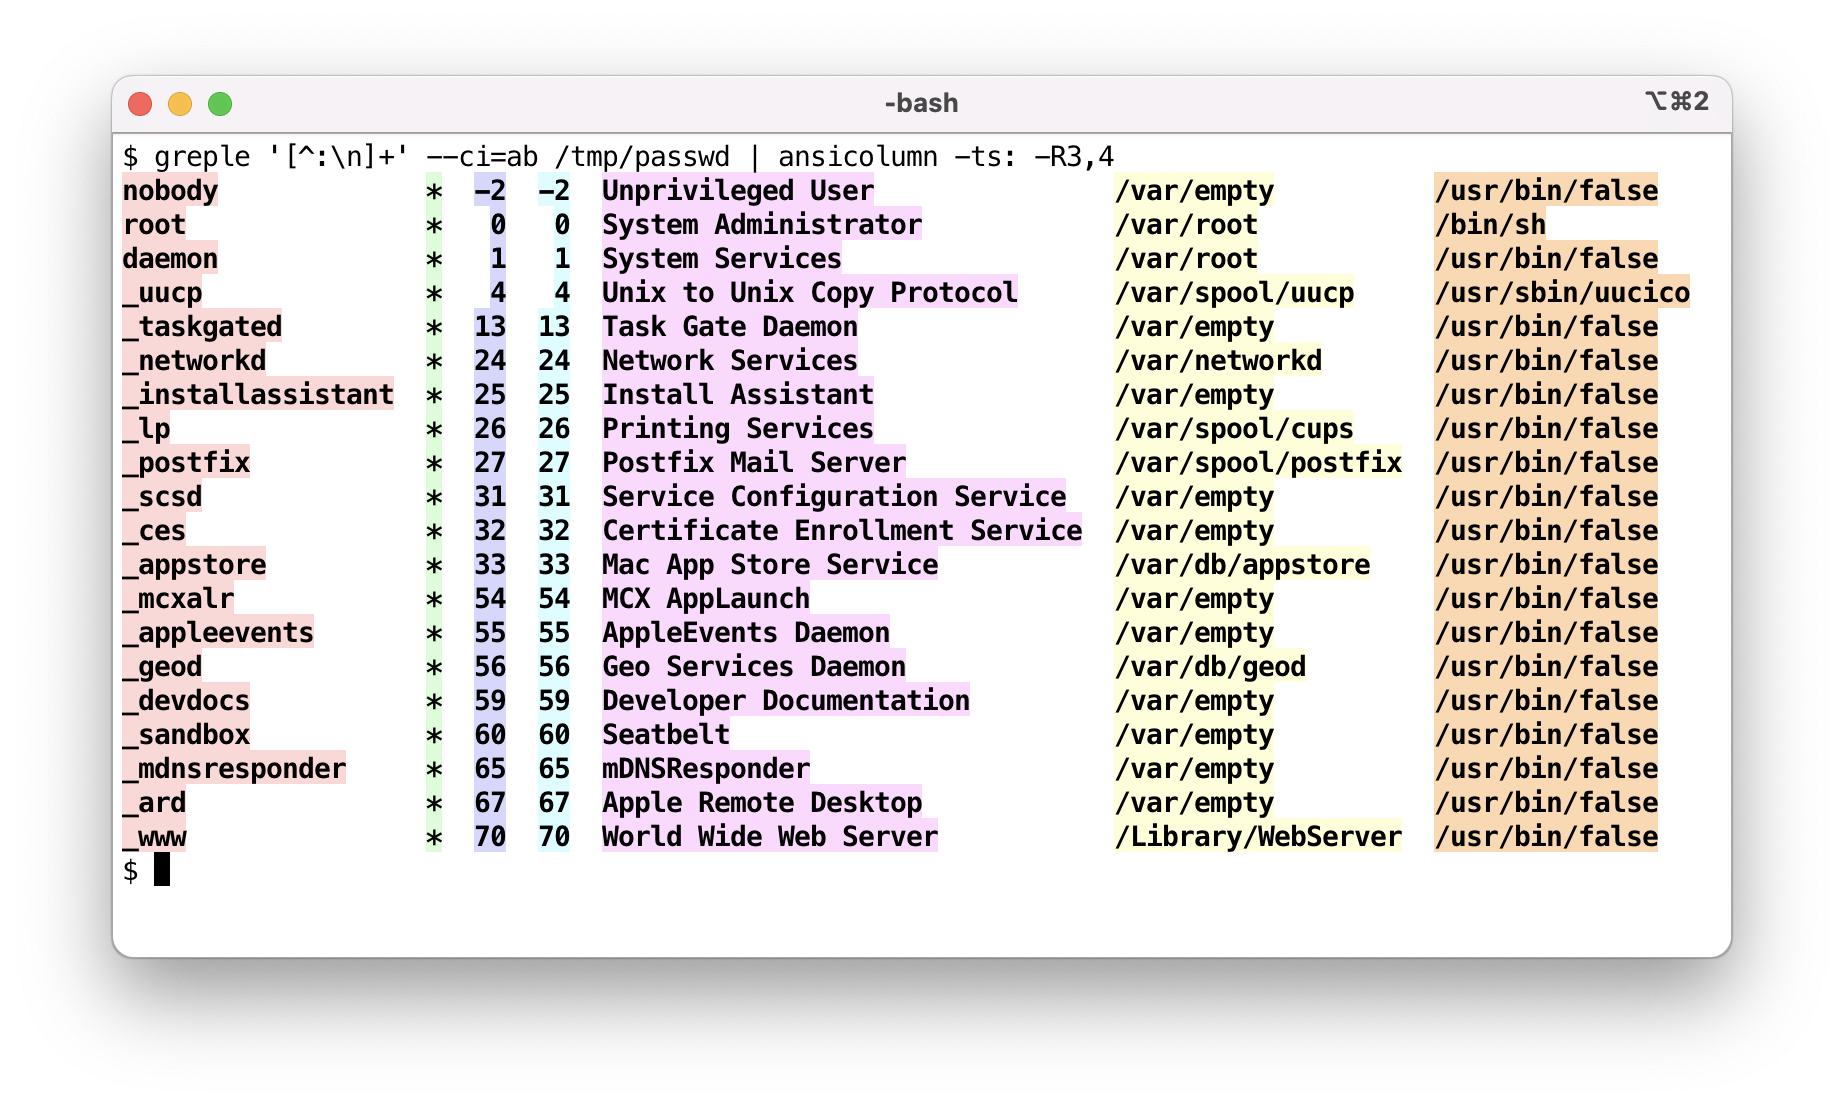 -bash ⌥⌘2
$ greple '[^:\n]+' --ci=ab /tmp/passwd | ansicolumn -ts: -R3,4
nobody * -2 -2 Unprivileged User /var/empty /usr/bin/false
root * 0 0 System Administrator /var/root /bin/sh
daemon * 1 1 System Services /var/root /usr/bin/false
_uucp * 4 4 Unix to Unix Copy Protocol /var/spool/uucp /usr/sbin/uucico
_taskgated * 13 13 Task Gate Daemon /var/empty /usr/bin/false
_networkd * 24 24 Network Services /var/networkd /usr/bin/false
_installassistant * 25 25 Install Assistant /var/empty /usr/bin/false
_lp * 26 26 Printing Services /var/spool/cups /usr/bin/false
_postfix * 27 27 Postfix Mail Server /var/spool/postfix /usr/bin/false
_scsd * 31 31 Service Configuration Service /var/empty /usr/bin/false
_ces * 32 32 Certificate Enrollment Service /var/empty /usr/bin/false
_appstore * 33 33 Mac App Store Service /var/db/appstore /usr/bin/false
_mcxalr * 54 54 MCX AppLaunch /var/empty /usr/bin/false
_appleevents * 55 55 AppleEvents Daemon /var/empty /usr/bin/false
_geod * 56 56 Geo Services Daemon /var/db/geod /usr/bin/false
_devdocs * 59 59 Developer Documentation /var/empty /usr/bin/false
_sandbox * 60 60 Seatbelt /var/empty /usr/bin/false
_mdnsresponder * 65 65 mDNSResponder /var/empty /usr/bin/false
_ard * 67 67 Apple Remote Desktop /var/empty /usr/bin/false
_www * 70 70 World Wide Web Server /Library/WebServer /usr/bin/false
$